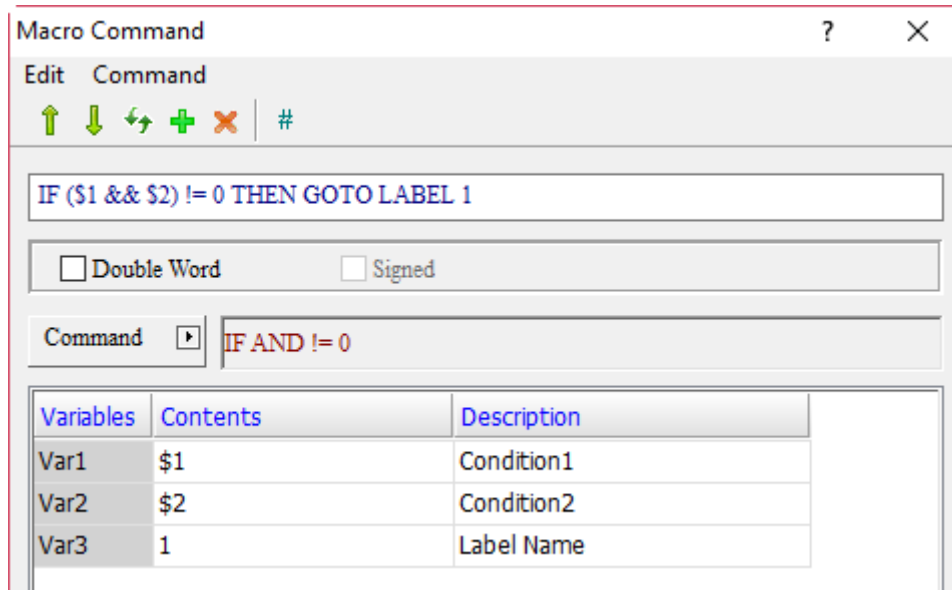 Macro Command ?
Edit Command
#
IF ($1 && $2) != 0 THEN GOTO LABEL 1
Double Word Signed
Command IF AND != 0
Variables Contents Description
Var1 $1 Condition1
Var2 $2 Condition2
Var3 1 Label Name